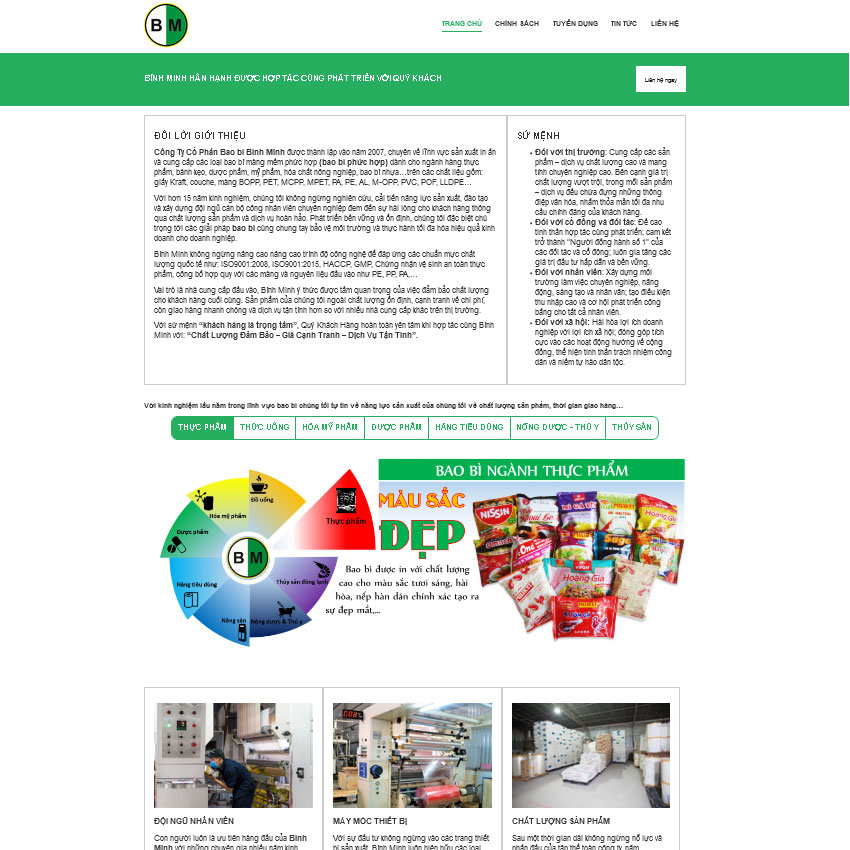 B M
TRANG CHỦ CHÍNH SÁCH TUYỂN DỤNG TIN TỨC LIÊN HỆ
BÌNH MINH HÂN HẠNH ĐƯỢC HỢP TÁC CÙNG PHÁT TRIỂN VỚI QUÝ KHÁCH
Liên hệ ngay
ĐÔI LỜI GIỚI THIỆU
Công Ty Cổ Phần Bao bì Bình Minh được thành lập vào năm 2007, chuyên về lĩnh vực sản xuất in ấn
và cung cấp các loại bao bì màng mềm phức hợp (bao bì phức hợp) dành cho ngành hàng thực
phẩm, bánh kẹo, dược phẩm, mỹ phẩm, hóa chất nông nghiệp, bao bì nhựa…trên các chất liệu gồm:
giấy Kraft, couche, màng BOPP, PET, MCPP, MPET, PA, PE, AL, M-OPP, PVC, POF, LLDPE…
Với hơn 15 năm kinh nghiệm, chúng tôi không ngừng nghiên cứu, cải tiến năng lực sản xuất, đào tạo
và xây dựng đội ngũ cán bộ công nhân viên chuyên nghiệp đem đến sự hài lòng cho khách hàng thông
qua chất lượng sản phẩm và dịch vụ hoàn hảo. Phát triển bền vững và ổn định, chúng tôi đặc biệt chú
trọng tới các giải pháp bao bì cùng chung tay bảo vệ môi trường và thực hành tối đa hóa hiệu quả kinh
doanh cho doanh nghiệp.
Bình Minh không ngừng nâng cao nâng cao trình độ công nghệ để đáp ứng các chuẩn mực chất
lượng quốc tế như: ISO9001:2008, ISO9001:2015, HACCP, GMP, Chứng nhận vệ sinh an toàn thực
phẩm, công bố hợp quy với các màng và nguyên liệu đầu vào như PE, PP, PA,…
Vai trò là nhà cung cấp đầu vào, Bình Minh ý thức được tầm quan trọng của việc đảm bảo chất lượng
cho khách hàng cuối cùng. Sản phẩm của chúng tôi ngoài chất lượng ổn định, cạnh tranh về chi phí,
còn giao hàng nhanh chóng và dịch vụ tận tình hơn so với nhiều nhà cung cấp khác trên thị trường.
Với sứ mệnh “khách hàng là trọng tâm”, Quý Khách Hàng hoàn toàn yên tâm khi hợp tác cùng Bình
Minh với: “Chất Lượng Đảm Bảo – Giá Cạnh Tranh – Dịch Vụ Tận Tình”.
SỨ MỆNH
• Đối với thị trường: Cung cấp các sản
phẩm – dịch vụ chất lượng cao và mang
tính chuyên nghiệp cao. Bên cạnh giá trị
chất lượng vượt trội, trong mỗi sản phẩm
– dịch vụ đều chứa đựng những thông
điệp văn hóa, nhằm thỏa mãn tối đa nhu
cầu chính đáng của khách hàng.
• Đối với cổ đông và đối tác: Đề cao
tinh thần hợp tác cùng phát triển; cam kết
trở thành “Người đồng hành số 1” của
các đối tác và cổ đông; luôn gia tăng các
giá trị đầu tư hấp dẫn và bền vững.
• Đối với nhân viên: Xây dựng môi
trường làm việc chuyên nghiệp, năng
động, sáng tạo và nhân văn; tạo điều kiện
thu nhập cao và cơ hội phát triển công
bằng cho tất cả nhân viên.
• Đối với xã hội: Hài hòa lợi ích doanh
nghiệp với lợi ích xã hội; đóng góp tích
cực vào các hoạt động hướng về cộng
đồng, thể hiện tinh thần trách nhiệm công
dân và niềm tự hào dân tộc.
Với kinh nghiệm lâu năm trong lĩnh vực bao bì chúng tôi tự tin về năng lực sản xuất của chúng tôi về chất lượng sản phẩm, thời gian giao hàng…
THỰC PHẨM THỨC UỐNG HÓA MỸ PHẨM DƯỢC PHẨM HÀNG TIÊU DÙNG NÔNG DƯỢC - THÚ Y THỦY SẢN
BAO BÌ NGÀNH THỰC PHẨM
Đồ uống
Hóa mỹ phẩm
Thực phẩm
Dược phẩm
B M
Hàng tiêu dùng
Thủy sản đông lạnh
Nông sản
Nông dược & Thú y
MÀU SẮC
ĐẸP
Bao bì được in với chất lượng
cao cho màu sắc tươi sáng, hài
hòa, nếp hàn dán chính xác tạo ra
sự đẹp mắt,...
NISSIN
Hoàng Gia
VIFON
ĐỘI NGŨ NHÂN VIÊN
Con người luôn là ưu tiên hàng đầu của Bình
Minh với những chuyên gia nhiều năm kinh
MÁY MÓC THIẾT BỊ
Với sự đầu tư không ngừng vào các trang thiết
bị sản xuất, Bình Minh luôn hiện hữu các loại
CHẤT LƯỢNG SẢN PHẨM
Sau một thời gian dài không ngừng nỗ lực và
phấn đấu của tập thể toàn công ty, năm